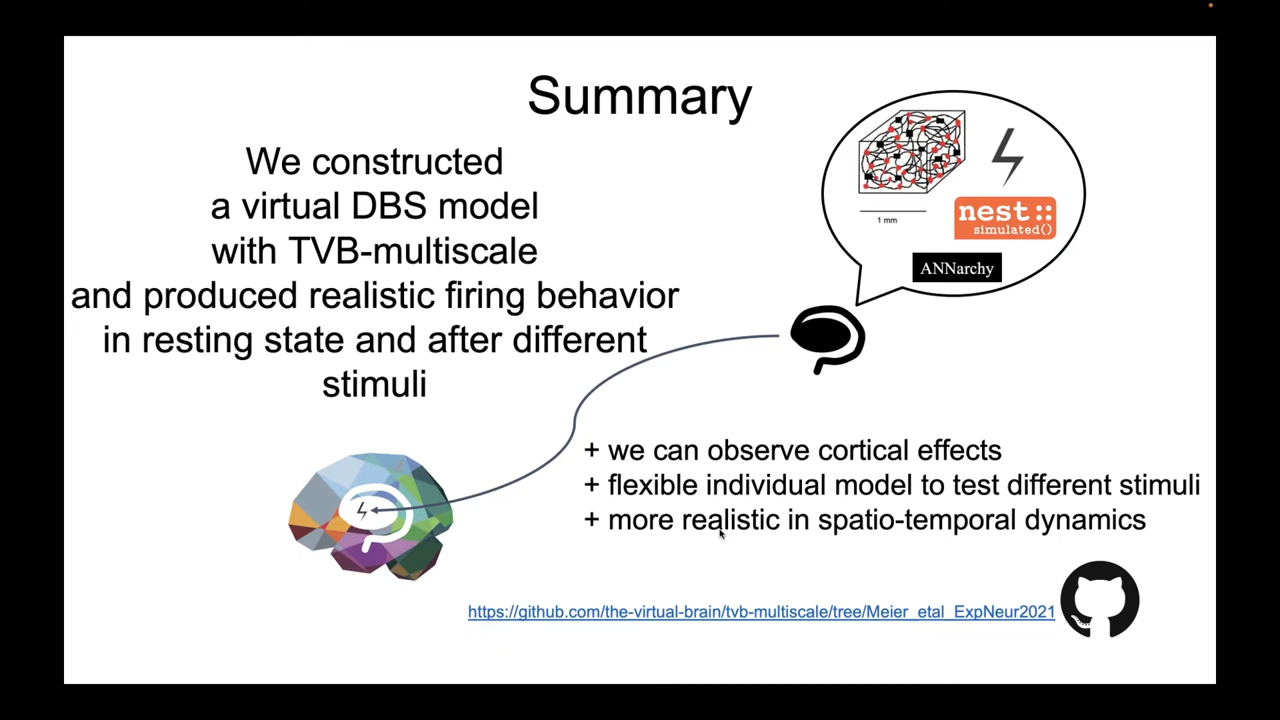 Summary
We constructed
a virtual DBS model
with TVB-multiscale
and produced realistic firing behavior
in resting state and after different
stimuli
1 mm
nest::
simulated()
ANNarchy
+ we can observe cortical effects
+ flexible individual model to test different stimuli
+ more realistic in spatio-temporal dynamics
https://github.com/the-virtual-brain/tvb-multiscale/tree/Meier_etal_ExpNeur2021